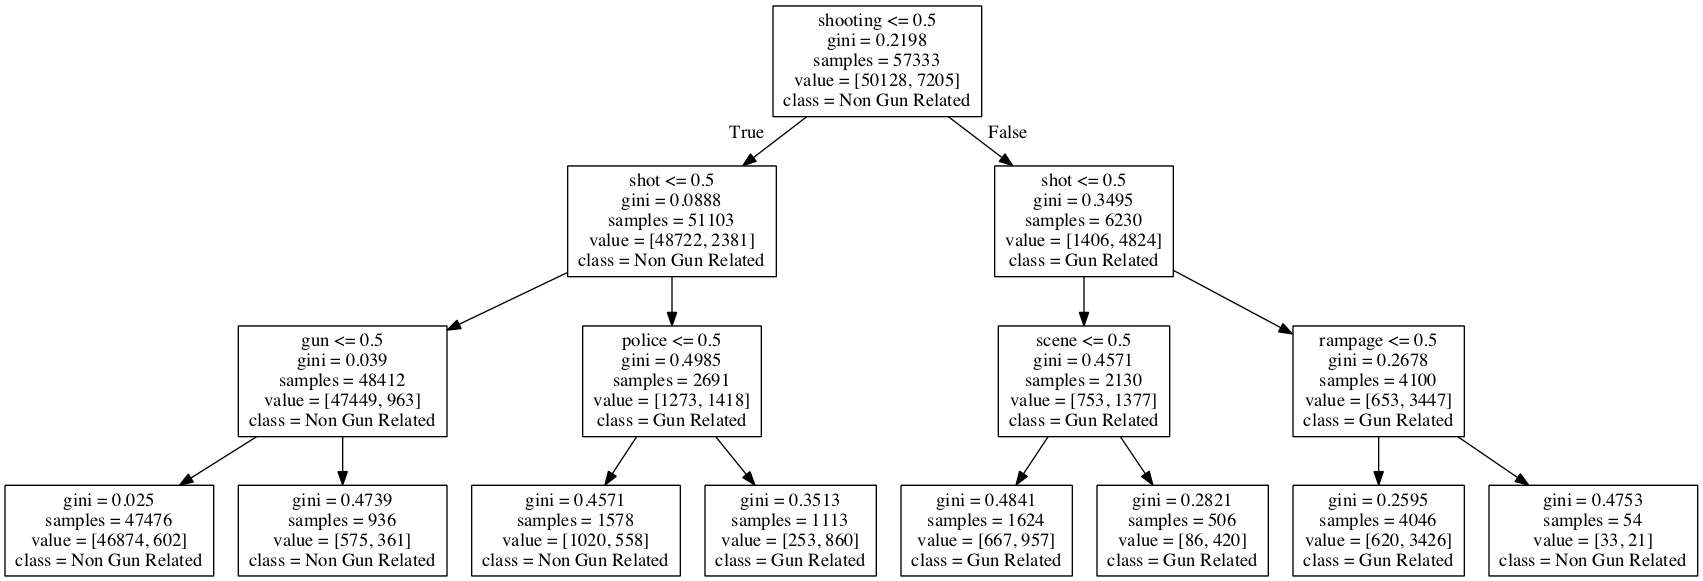 shooting <= 0.5
gini = 0.2198
samples = 57333
value = [50128, 7205]
class = Non Gun Related
True
False
shot <= 0.5
gini = 0.0888
samples = 51103
value = [48722, 2381]
class = Non Gun Related
shot <= 0.5
gini = 0.3495
samples = 6230
value = [1406, 4824]
class = Gun Related
gun <= 0.5
gini = 0.039
samples = 48412
value = [47449, 963]
class = Non Gun Related
police <= 0.5
gini = 0.4985
samples = 2691
value = [1273, 1418]
class = Gun Related
scene <= 0.5
gini = 0.4571
samples = 2130
value = [753, 1377]
class = Gun Related
rampage <= 0.5
gini = 0.2678
samples = 4100
value = [653, 3447]
class = Gun Related
gini = 0.025
samples = 47476
value = [46874, 602]
class = Non Gun Related
gini = 0.4739
samples = 936
value = [575, 361]
class = Non Gun Related
gini = 0.4571
samples = 1578
value = [1020, 558]
class = Non Gun Related
gini = 0.3513
samples = 1113
value = [253, 860]
class = Gun Related
gini = 0.4841
samples = 1624
value = [667, 957]
class = Gun Related
gini = 0.2821
samples = 506
value = [86, 420]
class = Gun Related
gini = 0.2595
samples = 4046
value = [620, 3426]
class = Gun Related
gini = 0.4753
samples = 54
value = [33, 21]
class = Non Gun Related